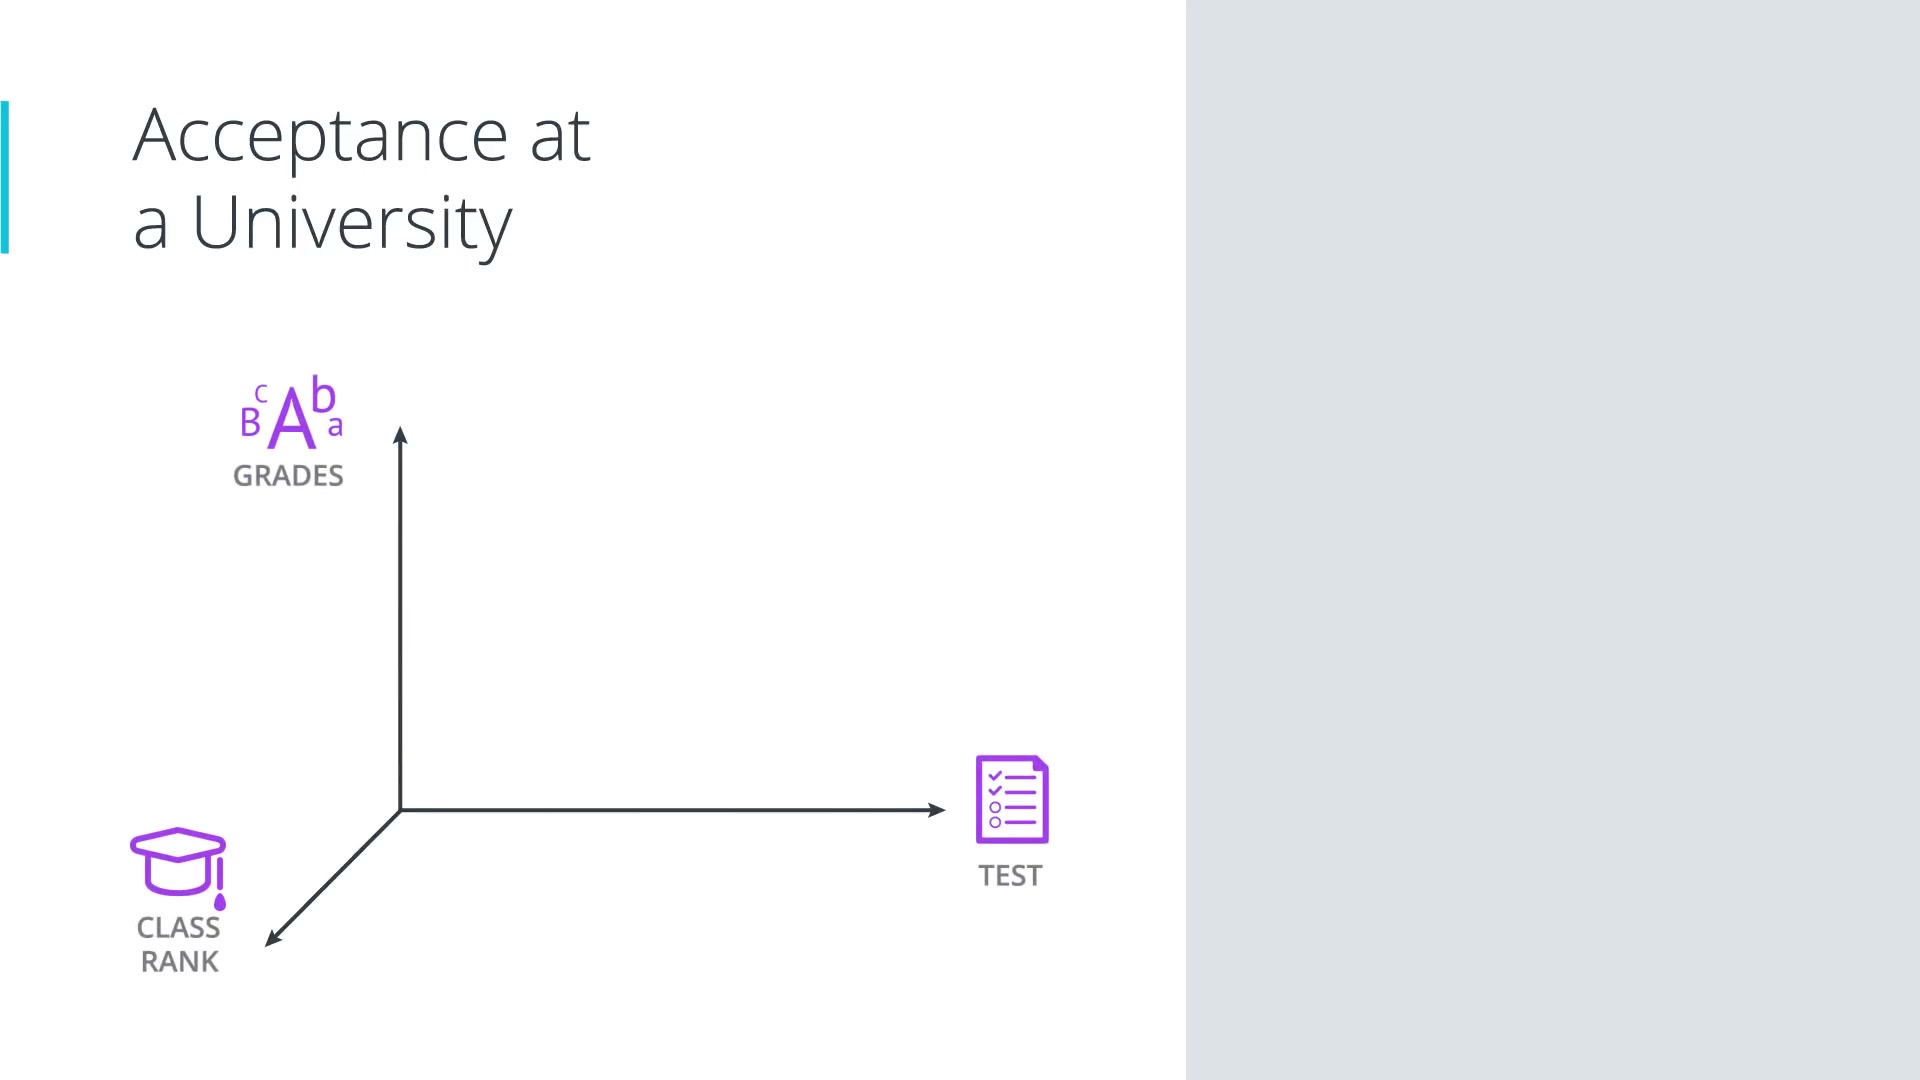 Acceptance at
a University
C
b
B
A
a
GRADES
TEST
CLASS
RANK